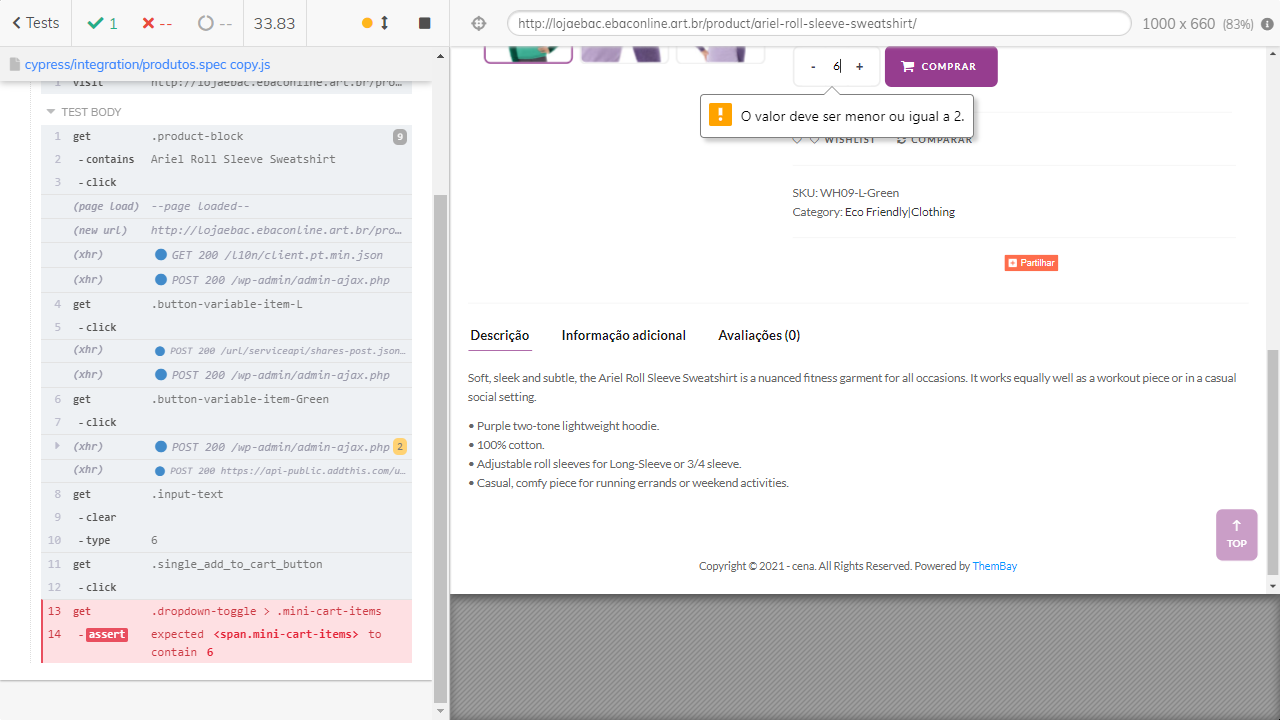 Tests
1
--
--
33.83
http://lojaebac.ebaconline.art.br/product/ariel-roll-sleeve-sweatshirt/
1000 x 660 (83%)
cypress/integration/produtos.spec copy.js
1 visit http://lojaebac.ebaconline.art.br/pro…
TEST BODY
1 get .product-block 9
2 - contains Ariel Roll Sleeve Sweatshirt
3 - click
(page load) --page loaded--
(new url) http://lojaebac.ebaconline.art.br/pro…
(xhr) GET 200 /l10n/client.pt.min.json
(xhr) POST 200 /wp-admin/admin-ajax.php
4 get .button-variable-item-L
5 - click
(xhr) POST 200 /url/serviceapi/shares-post.json…
(xhr) POST 200 /wp-admin/admin-ajax.php
6 get .button-variable-item-Green
7 - click
(xhr) POST 200 /wp-admin/admin-ajax.php 2
(xhr) POST 200 https://api-public.addthis.com/u…
8 get .input-text
9 - clear
10 - type 6
11 get .single_add_to_cart_button
12 - click
13 get .dropdown-toggle > .mini-cart-items
14 - assert expected <span.mini-cart-items> to
contain 6
- 6 +
COMPRAR
O valor deve ser menor ou igual a 2.
WISHLIST COMPARAR
SKU: WH09-L-Green
Category: Eco Friendly|Clothing
Partilhar
Descrição Informação adicional Avaliações (0)
Soft, sleek and subtle, the Ariel Roll Sleeve Sweatshirt is a nuanced fitness garment for all occasions. It works equally well as a workout piece or in a casual
social setting.
• Purple two-tone lightweight hoodie.
• 100% cotton.
• Adjustable roll sleeves for Long-Sleeve or 3/4 sleeve.
• Casual, comfy piece for running errands or weekend activities.
TOP
Copyright © 2021 - cena. All Rights Reserved. Powered by ThemBay